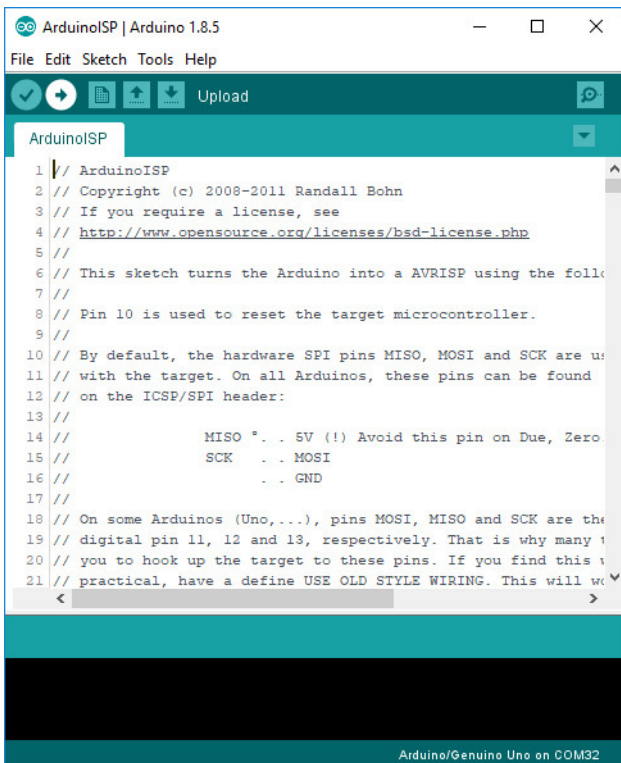 ArduinoISP | Arduino 1.8.5
File Edit Sketch Tools Help
Upload
ArduinoISP
1 // ArduinoISP
2 // Copyright (c) 2008-2011 Randall Bohn
3 // If you require a license, see
4 // http://www.opensource.org/licenses/bsd-license.php
5 //
6 // This sketch turns the Arduino into a AVRISP using the follo
7 //
8 // Pin 10 is used to reset the target microcontroller.
9 //
10 // By default, the hardware SPI pins MISO, MOSI and SCK are us
11 // with the target. On all Arduinos, these pins can be found
12 // on the ICSP/SPI header:
13 //
14 // MISO °. . 5V (!) Avoid this pin on Due, Zero.
15 // SCK . . MOSI
16 // . . GND
17 //
18 // On some Arduinos (Uno,...), pins MOSI, MISO and SCK are the
19 // digital pin 11, 12 and 13, respectively. That is why many t
20 // you to hook up the target to these pins. If you find this w
21 // practical, have a define USE OLD STYLE WIRING. This will wo
Arduino/Genuino Uno on COM32